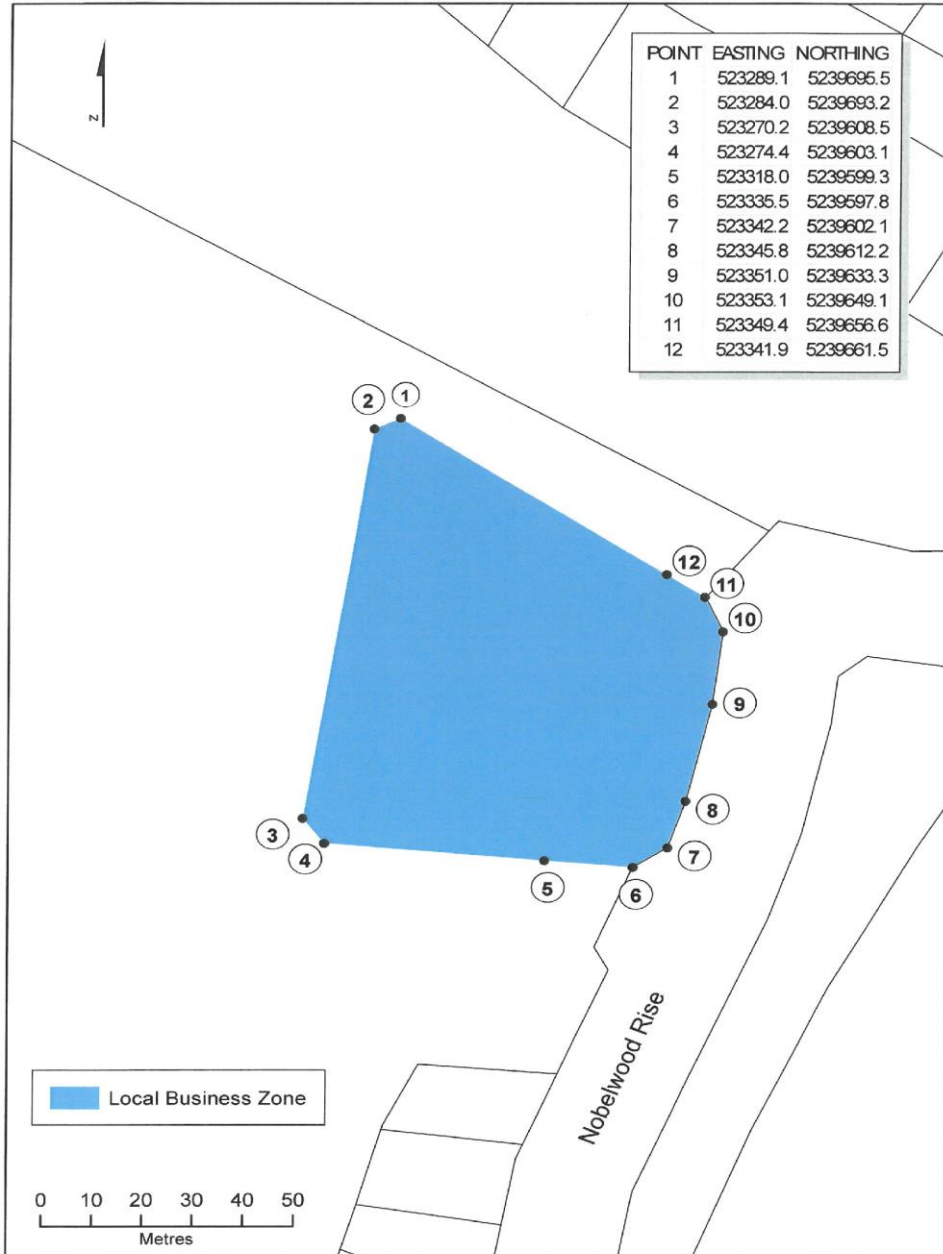 z
POINT EASTING NORTHING
1 523289.1 5239695.5
2 523284.0 5239693.2
3 523270.2 5239608.5
4 523274.4 5239603.1
5 523318.0 5239599.3
6 523335.5 5239597.8
7 523342.2 5239602.1
8 523345.8 5239612.2
9 523351.0 5239633.3
10 523353.1 5239649.1
11 523349.4 5239656.6
12 523341.9 5239661.5
2 1
12
11
10
9
8
3
7
4
5
6
Nobelwood Rise
Local Business Zone
0 10 20 30 40 50
Metres